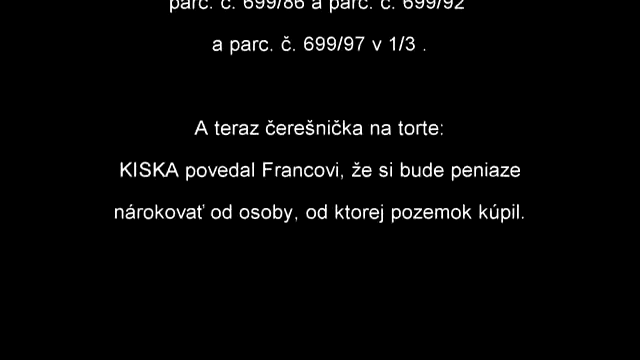 parc. č. 699/86 a parc. č. 699/92
a parc. č. 699/97 v 1/3 .
A teraz čerešnička na torte:
KISKA povedal Francovi, že si bude peniaze
nárokovať od osoby, od ktorej pozemok kúpil.